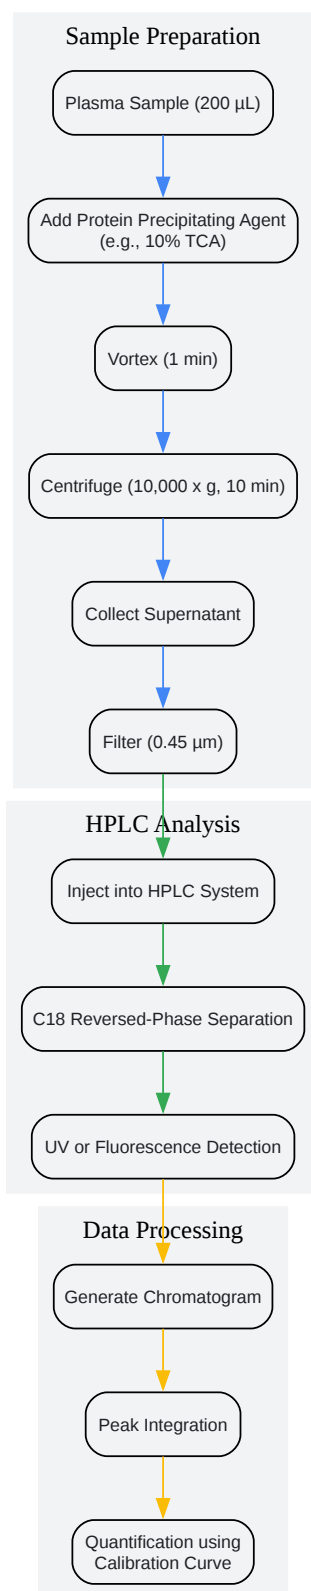 Sample Preparation
Plasma Sample (200 µL)
Add Protein Precipitating Agent
(e.g., 10% TCA)
Vortex (1 min)
Centrifuge (10,000 x g, 10 min)
Collect Supernatant
Filter (0.45 µm)
HPLC Analysis
Inject into HPLC System
C18 Reversed-Phase Separation
UV or Fluorescence Detection
Data Processing
Generate Chromatogram
Peak Integration
Quantification using
Calibration Curve